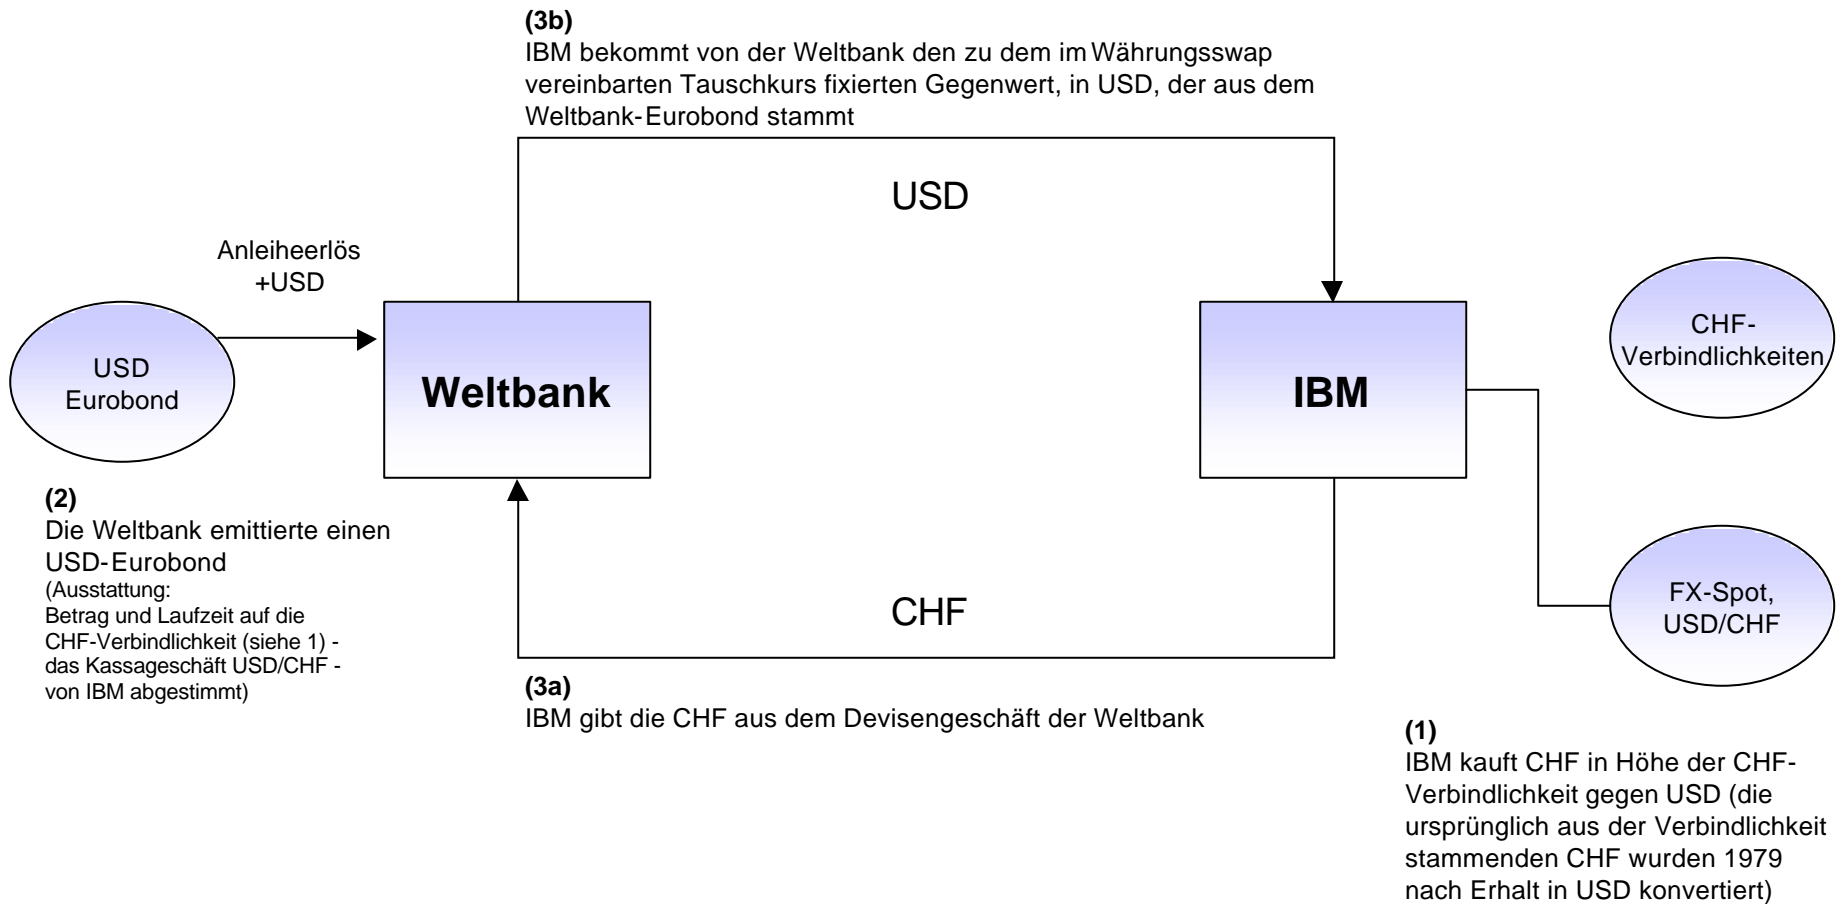 (3b)
IBM bekommt von der Weltbank den zu dem im Währungsswap
vereinbarten Tauschkurs fixierten Gegenwert, in USD, der aus dem
Weltbank-Eurobond stammt
USD
Anleiheerlös
+USD
USD
Eurobond
Weltbank
IBM
CHF-
Verbindlichkeiten
(2)
Die Weltbank emittierte einen
USD-Eurobond
(Ausstattung:
Betrag und Laufzeit auf die
CHF-Verbindlichkeit (siehe 1) -
das Kassageschäft USD/CHF -
von IBM abgestimmt)
CHF
FX-Spot,
USD/CHF
(3a)
IBM gibt die CHF aus dem Devisengeschäft der Weltbank
(1)
IBM kauft CHF in Höhe der CHF-
Verbindlichkeit gegen USD (die
ursprünglich aus der Verbindlichkeit
stammenden CHF wurden 1979
nach Erhalt in USD konvertiert)